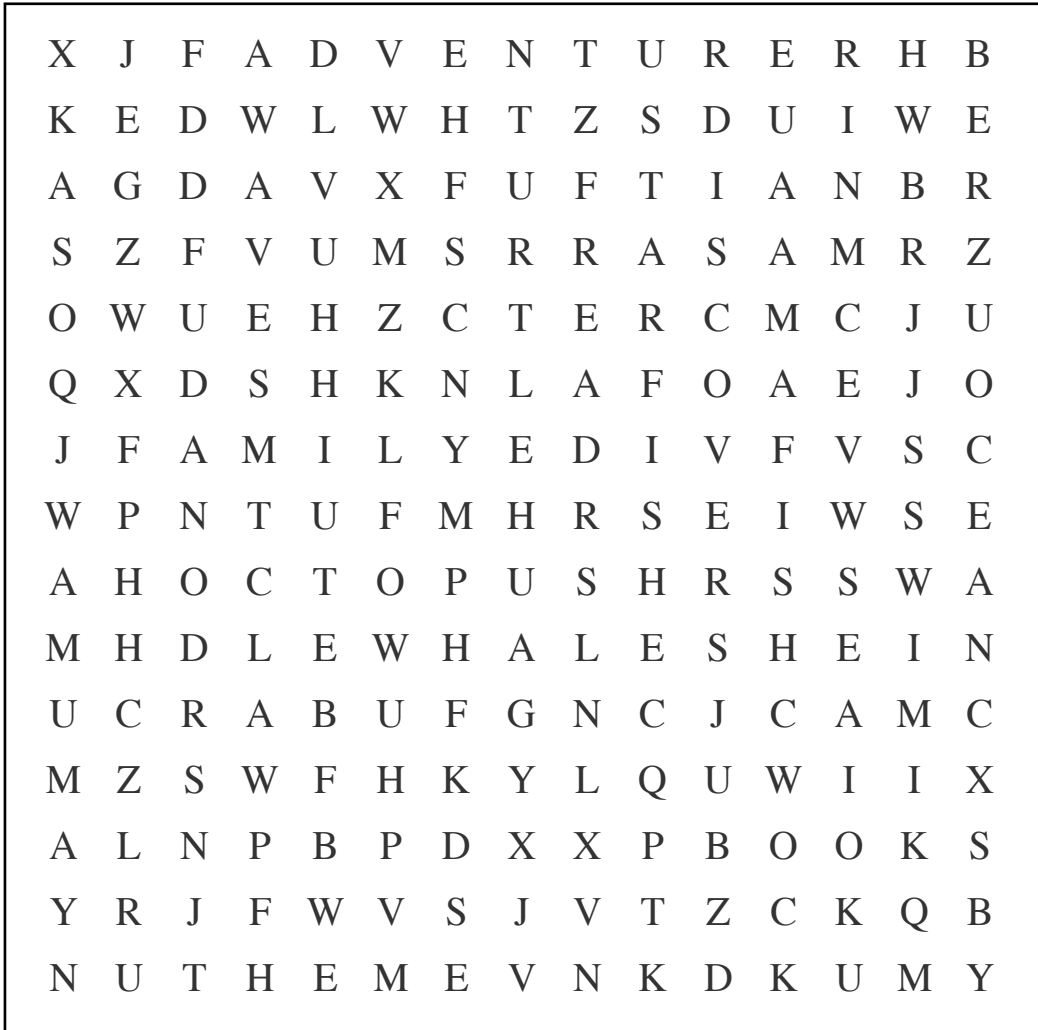 X J F A D V E N T U R E R H B
K E D W L W H T Z S D U I W E
A G D A V X F U F T I A N B R
S Z F V U M S R R A S A M R Z
O W U E H Z C T E R C M C J U
Q X D S H K N L A F O A E J O
J F A M I L Y E D I V F V S C
W P N T U F M H R S E I W S E
A H O C T O P U S H R S S W A
M H D L E W H A L E S H E I N
U C R A B U F G N C J C A M C
M Z S W F H K Y L Q U W I I X
A L N P B P D X X P B O O K S
Y R J F W V S J V T Z C K Q B
N U T H E M E V N K D K U M Y